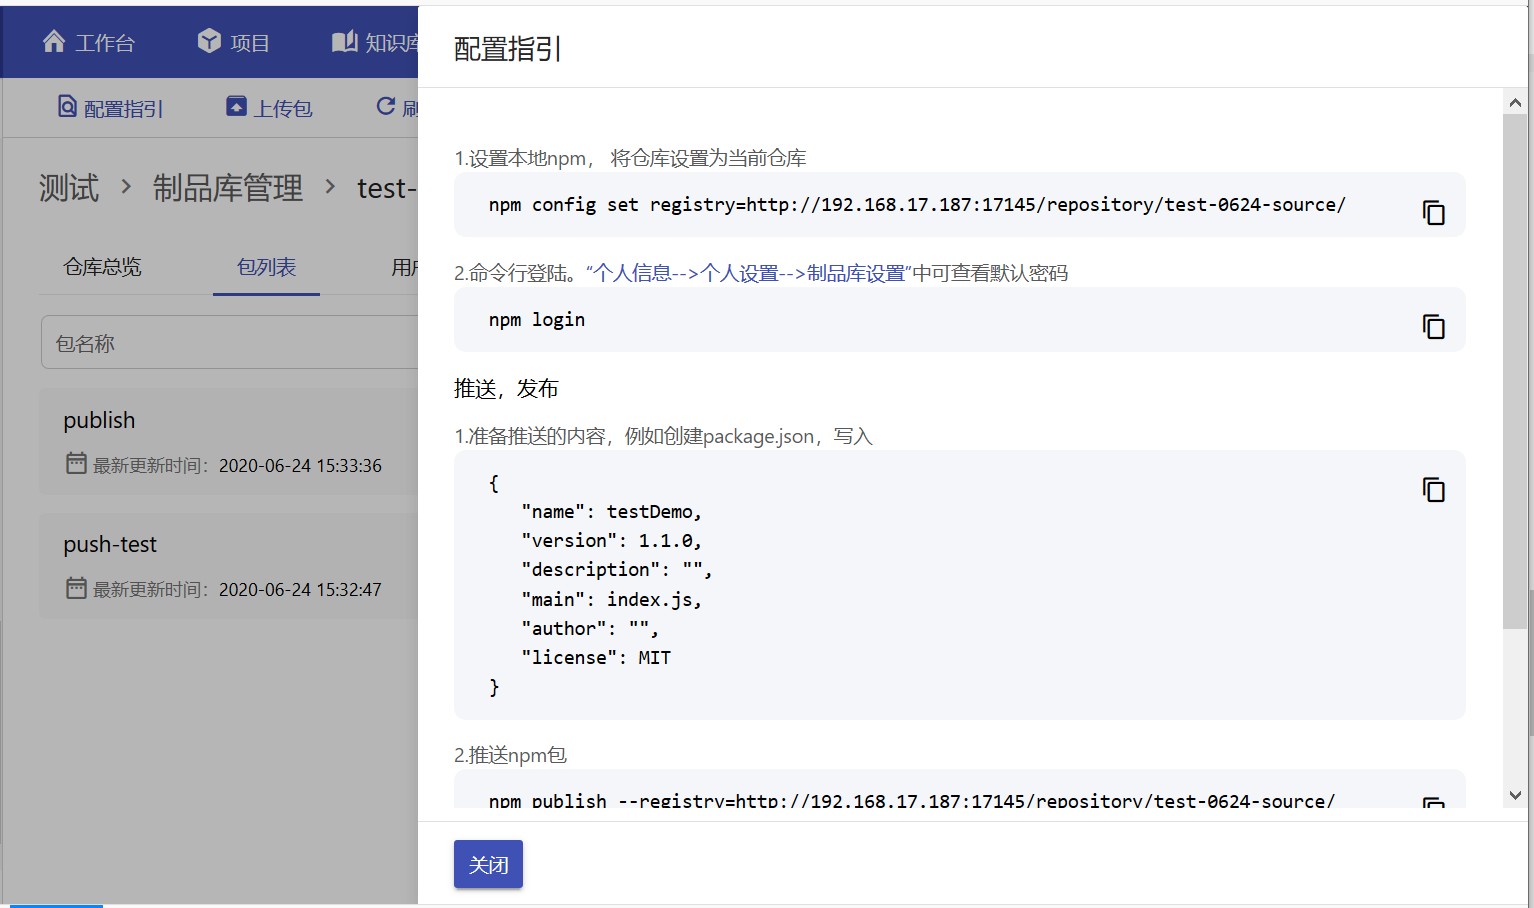 工作台
项目
知识库
配置指引
上传包
刷
测试 > 制品库管理 > test-
仓库总览
包列表
用户
包名称
publish
最新更新时间：2020-06-24 15:33:36
push-test
最新更新时间：2020-06-24 15:32:47
配置指引
1.设置本地npm， 将仓库设置为当前仓库
npm config set registry=http://192.168.17.187:17145/repository/test-0624-source/
2.命令行登陆。“个人信息-->个人设置-->制品库设置”中可查看默认密码
npm login
推送，发布
1.准备推送的内容，例如创建package.json，写入
{
"name": testDemo,
"version": 1.1.0,
"description": "",
"main": index.js,
"author": "",
"license": MIT
}
2.推送npm包
npm publish --registry=http://192.168.17.187:17145/repository/test-0624-source/
关闭